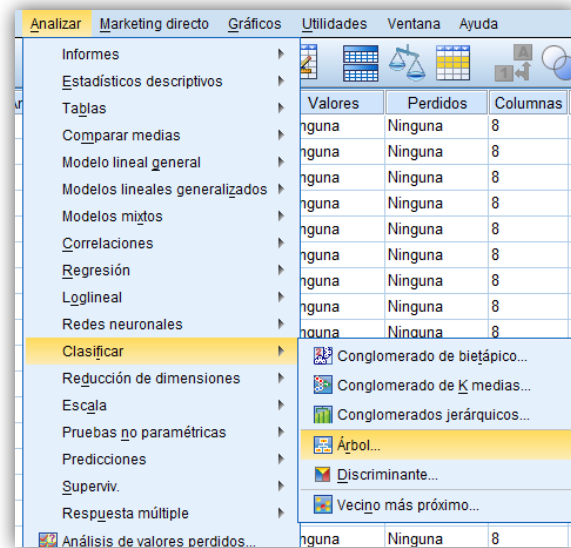 Analizar Marketing directo Gráficos Utilidades Ventana Ayuda
Informes
Estadísticos descriptivos
Tablas Valores Perdidos Columnas
Comparar medias nguna Ninguna 8
Modelo lineal general nguna Ninguna 8
Modelos lineales generalizados nguna Ninguna 8
Modelos mixtos nguna Ninguna 8
Correlaciones nguna Ninguna 8
Regresión nguna Ninguna 8
Loglineal nguna Ninguna 8
Redes neuronales nguna Ninguna 8
Clasificar nguna Ninguna 8
Conglomerado de bietápico...
Reducción de dimensiones
Conglomerado de K medias...
Escala
Conglomerados jerárquicos...
Pruebas no paramétricas
Árbol...
Predicciones
Discriminante...
Superviv.
Vecino más próximo...
Respuesta múltiple
Análisis de valores perdidos... nguna Ninguna 8